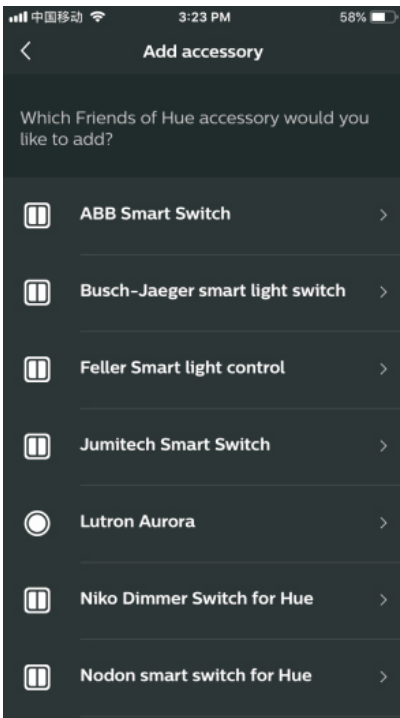 中国移动 3:23 PM 58%
Add accessory
Which Friends of Hue accessory would you
like to add?
ABB Smart Switch
Busch-Jaeger smart light switch
Feller Smart light control
Jumitech Smart Switch
Lutron Aurora
Niko Dimmer Switch for Hue
Nodon smart switch for Hue